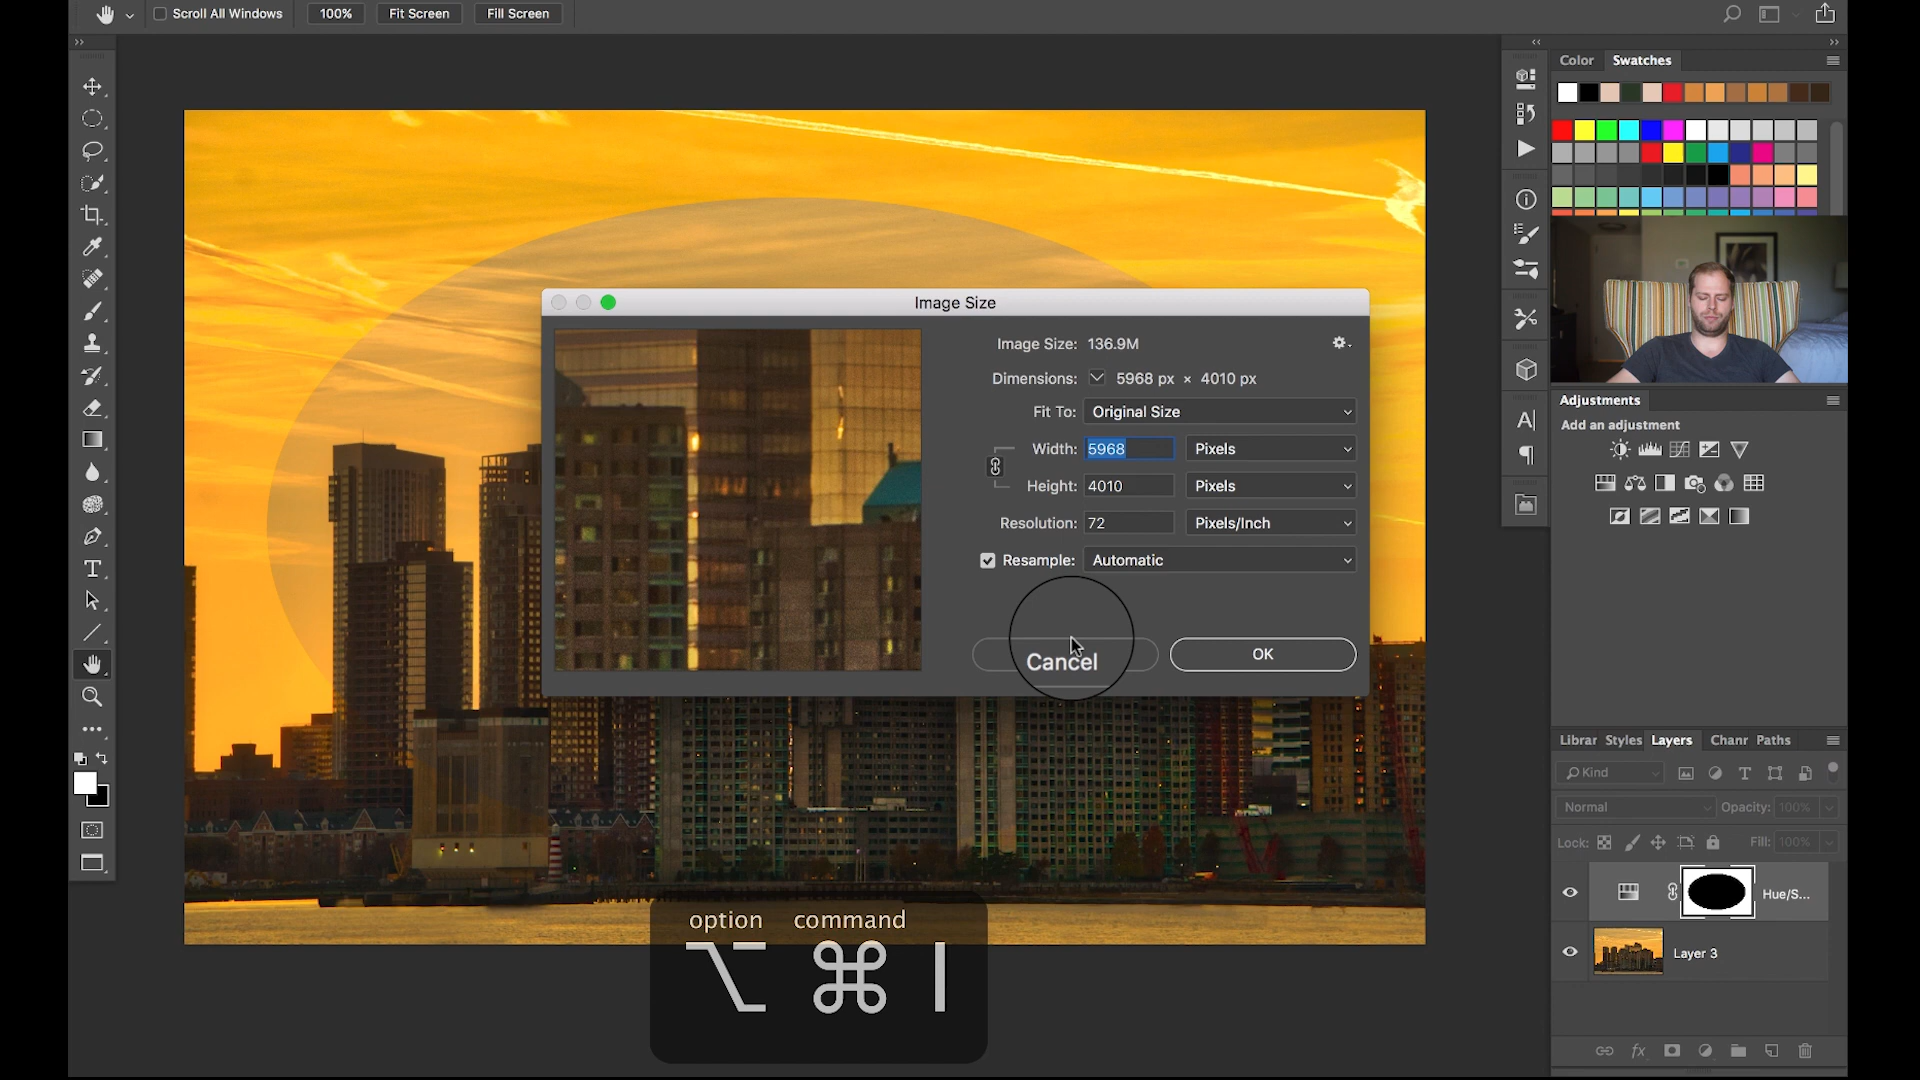 Scroll All Windows 100% Fit Screen Fill Screen
Color Swatches
Image Size
Image Size: 136.9M
Dimensions: 5968 px × 4010 px
Fit To: Original Size
Width: 5968 Pixels
Height: 4010 Pixels
Resolution: 72 Pixels/Inch
Resample: Automatic
Cancel OK
Adjustments
Add an adjustment
Librar Styles Layers Chanr Paths
Kind
Normal Opacity: 100%
Lock: Fill: 100%
Hue/S...
Layer 3
option command
⌥ ⌘ I